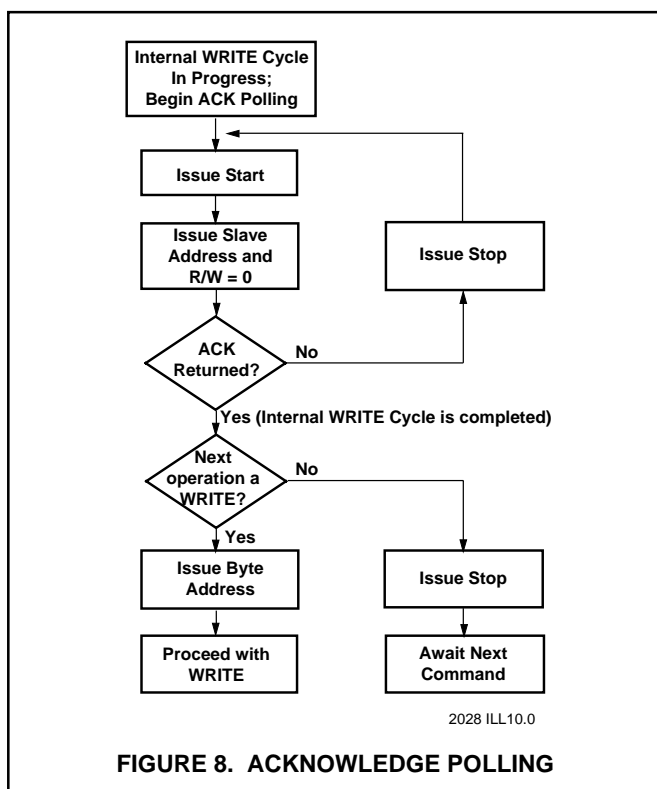 Internal WRITE Cycle
In Progress;
Begin ACK Polling
Issue Start
Issue Slave
Address and
R/W = 0
Issue Stop
ACK
Returned?
No
Yes (Internal WRITE Cycle is completed)
Next
operation a
WRITE?
No
Yes
Issue Byte
Address
Issue Stop
Proceed with
WRITE
Await Next
Command
2028 ILL10.0
FIGURE 8. ACKNOWLEDGE POLLING